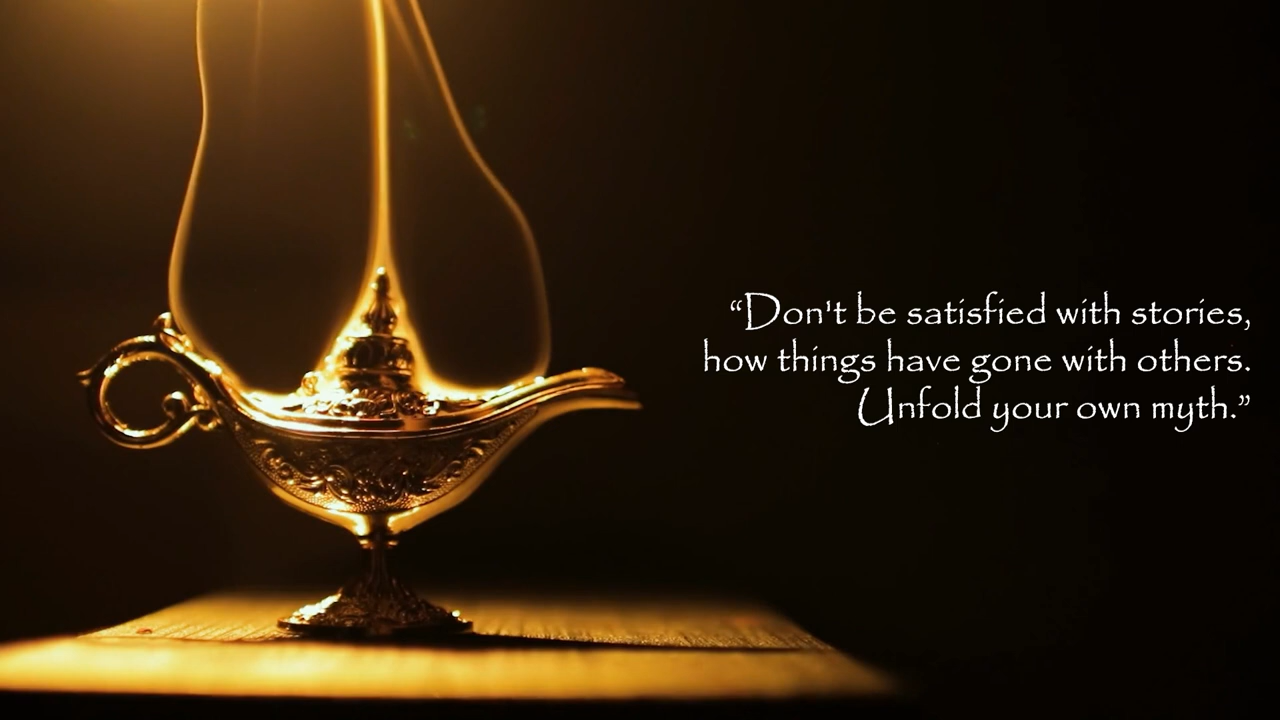 “Don't be satisfied with stories,
how things have gone with others.
Unfold your own myth.”